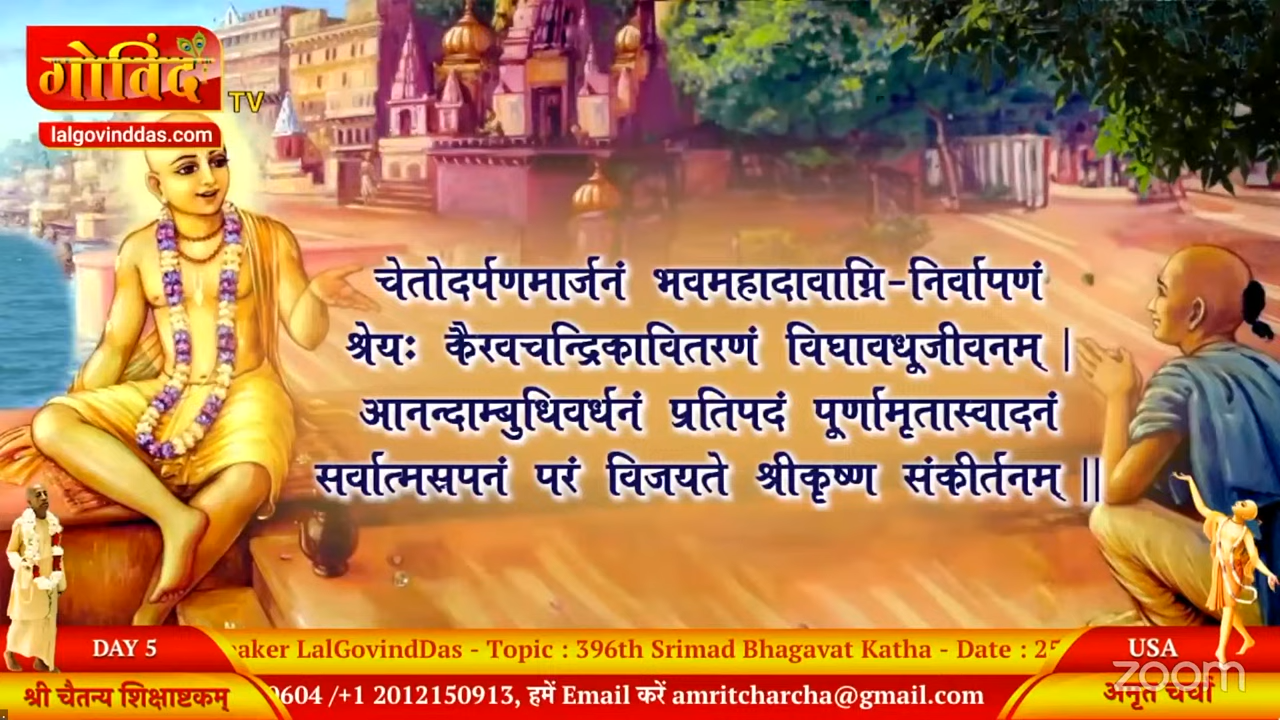 गोविंद
TV
lalgovinddas.com
चेतोदर्पणमार्जनं भवमहादावाग्नि-निर्वापणं
श्रेयः कैरवचन्द्रिकावितरणं विघावधूजीवनम् |
आनन्दाम्बुधिवर्धनं प्रतिपदं पूर्णामृतास्वादनं
सर्वात्मस्रपनं परं विजयते श्रीकृष्ण संकीर्तनम् ||
DAY 5
aker LalGovindDas - Topic : 396th Srimad Bhagavat Katha - Date : 25
USA
zoom
श्री चैतन्य शिक्षाष्टकम्
0604 /+1 2012150913, हमें Email करें amritcharcha@gmail.com
अमृत चर्चा